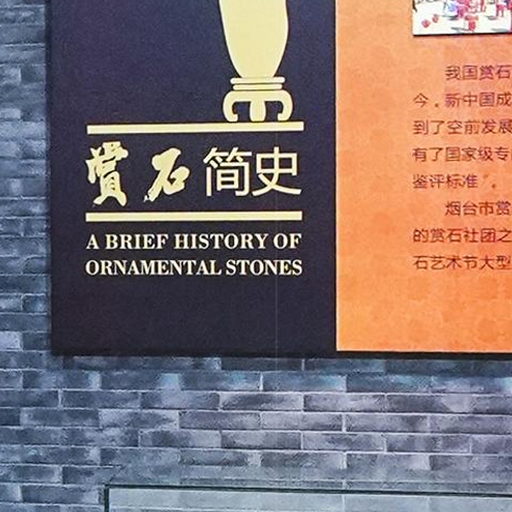 赏石简史
A BRIEF HISTORY OF
ORNAMENTAL STONES
我国赏石
今。新中国成
到了空前发展
有了国家级专
鉴评标准”。
烟台市赏
的赏石社团之
石艺术节大型